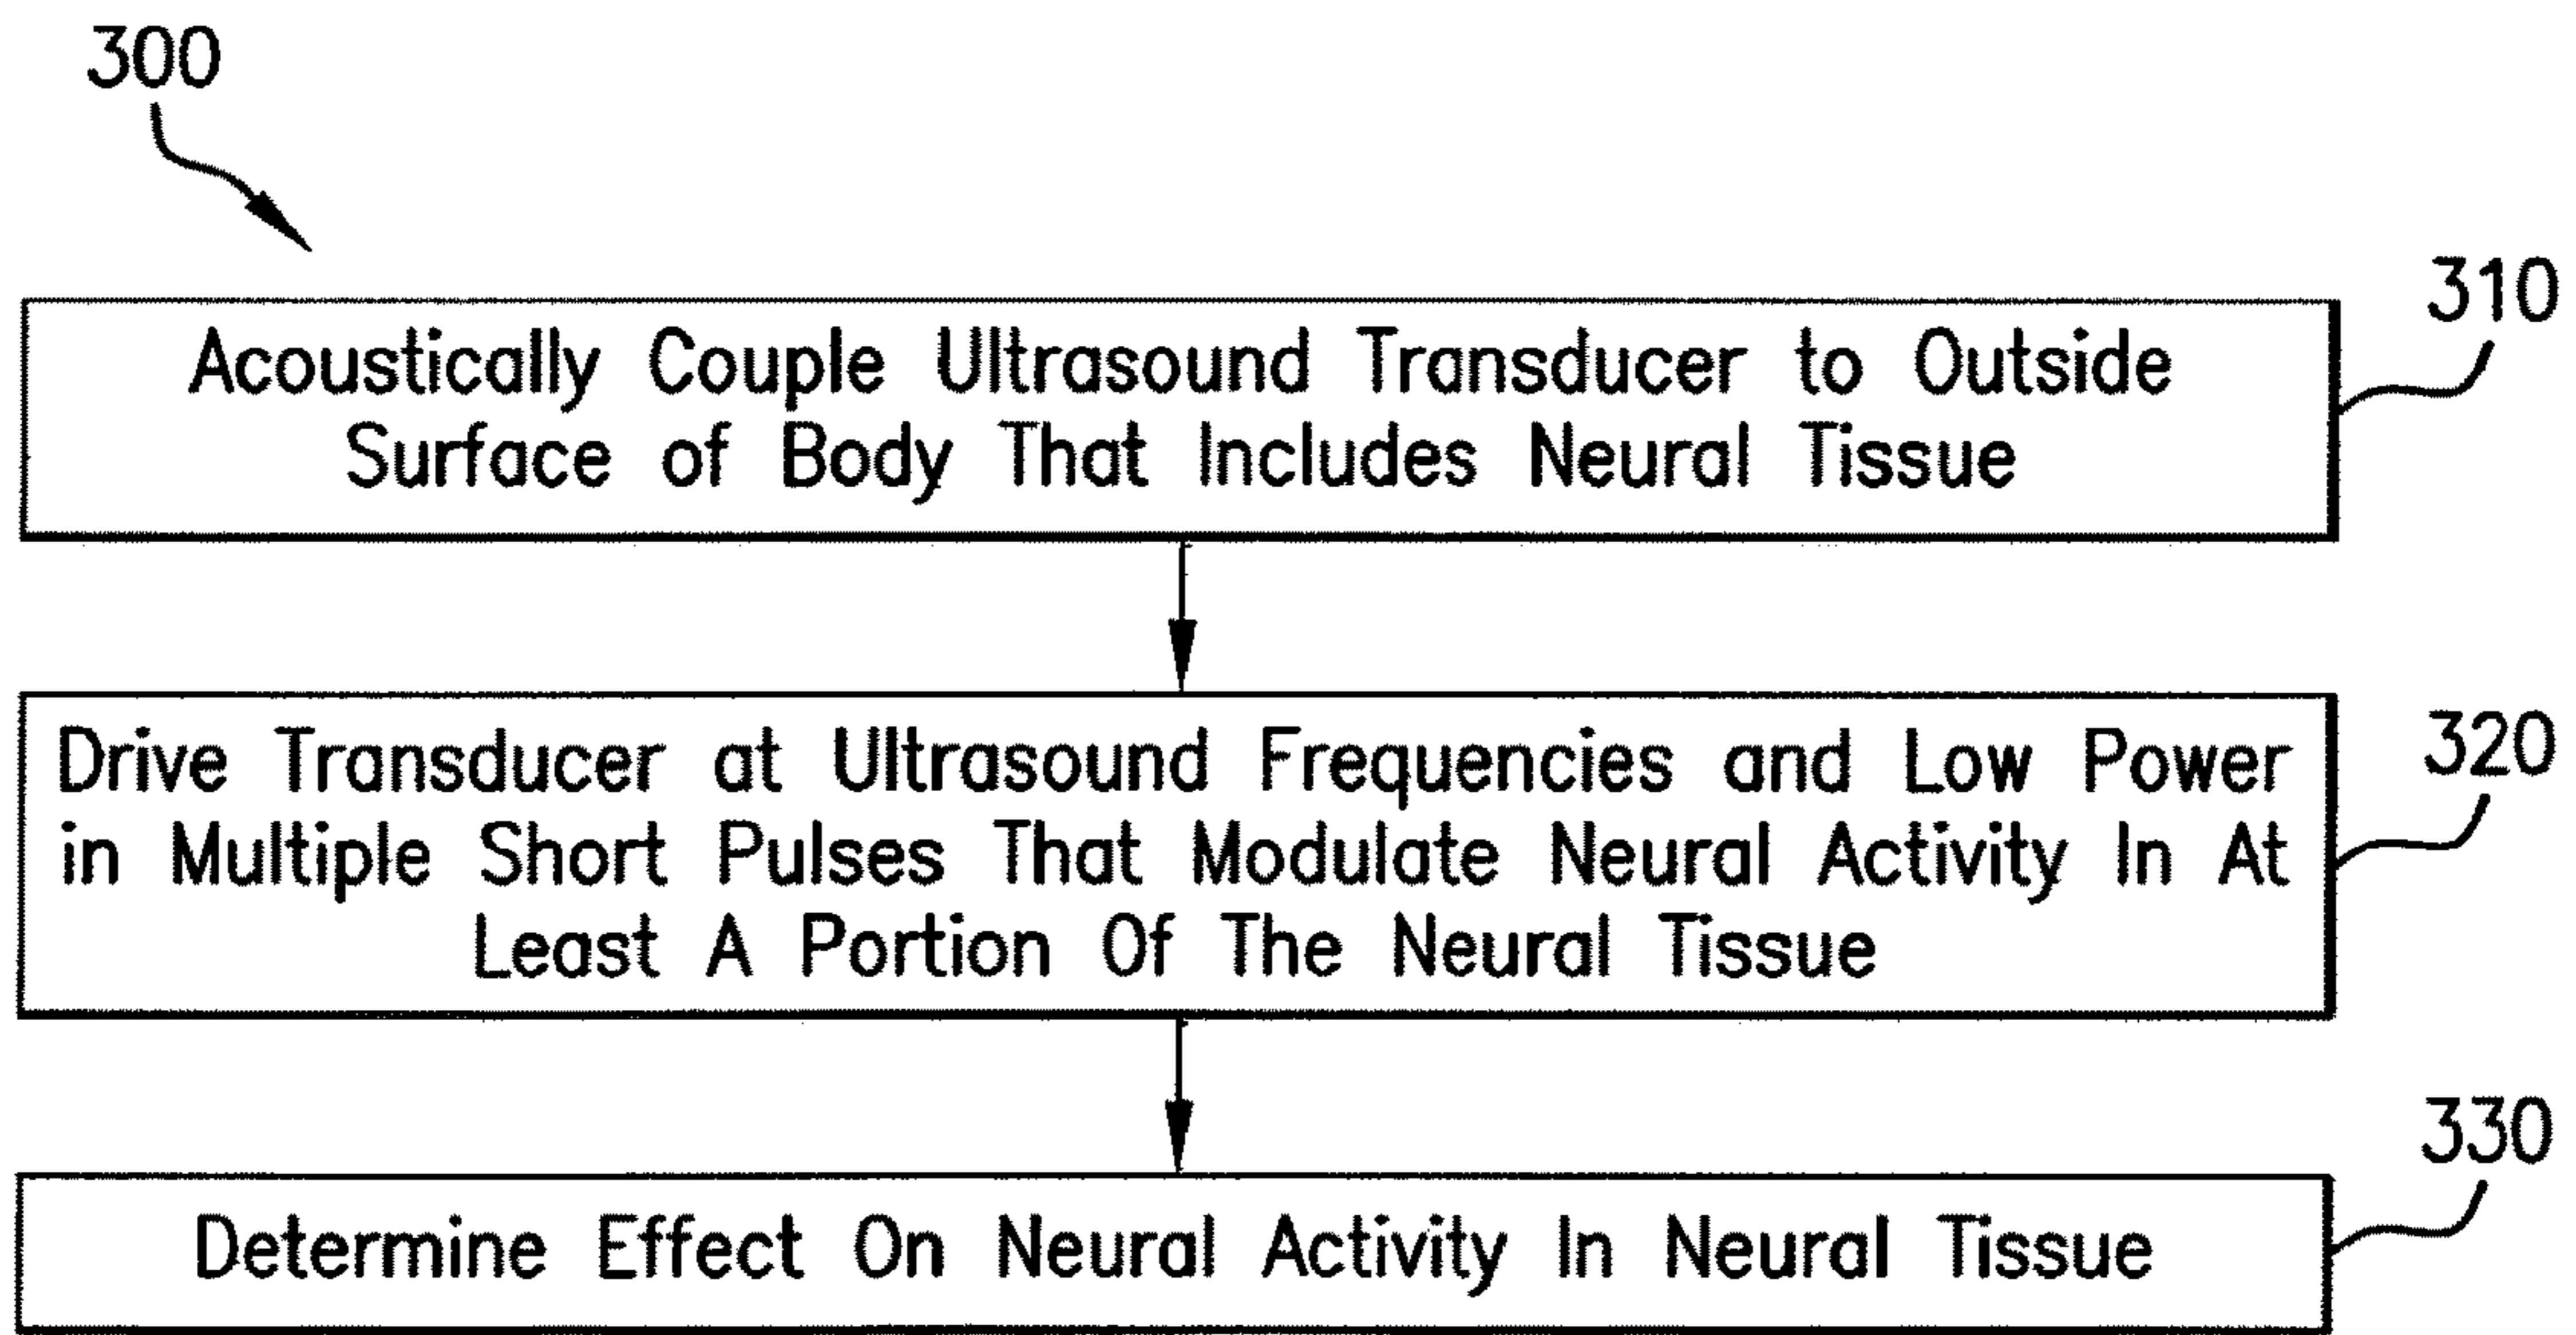 300
310
Acoustically Couple Ultrasound Transducer to Outside
Surface of Body That Includes Neural Tissue
320
Drive Transducer at Ultrasound Frequencies and Low Power
in Multiple Short Pulses That Modulate Neural Activity In At
Least A Portion Of The Neural Tissue
330
Determine Effect On Neural Activity In Neural Tissue